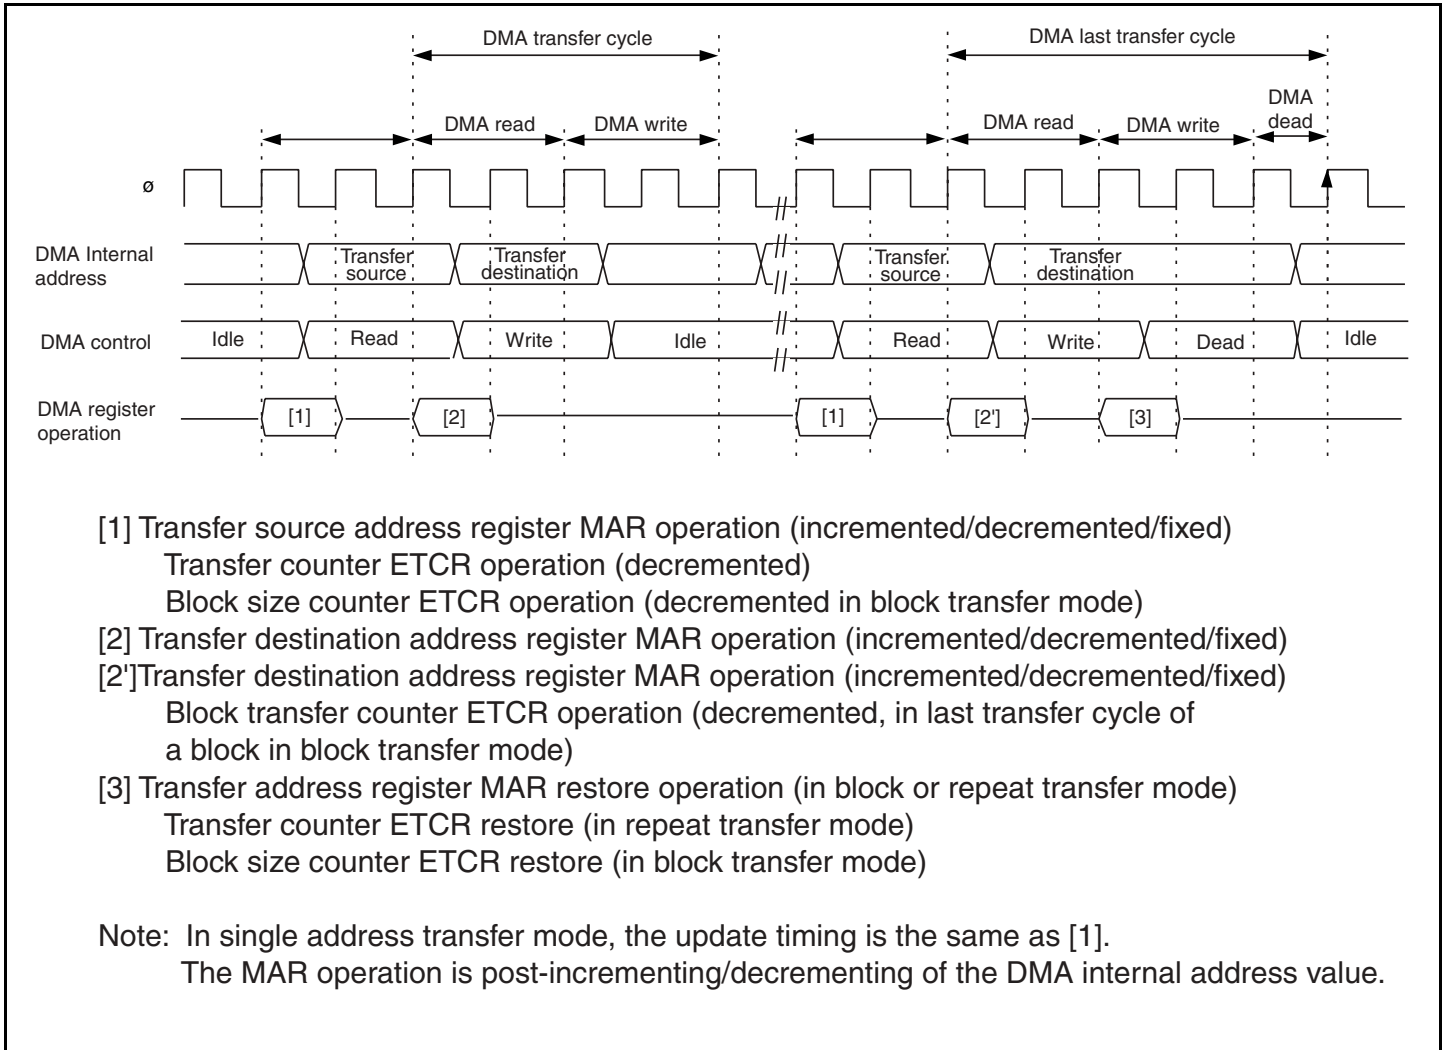 DMA transfer cycle
DMA last transfer cycle
DMA read
DMA write
DMA read
DMA write
DMA
dead
ø
DMA Internal
address
Transfer
source
Transfer
destination
Transfer
source
Transfer
destination
DMA control
Idle
Read
Write
Idle
Read
Write
Dead
Idle
DMA register
operation
[1]
[2]
[1]
[2']
[3]
[1] Transfer source address register MAR operation (incremented/decremented/fixed)
Transfer counter ETCR operation (decremented)
Block size counter ETCR operation (decremented in block transfer mode)
[2] Transfer destination address register MAR operation (incremented/decremented/fixed)
[2']Transfer destination address register MAR operation (incremented/decremented/fixed)
Block transfer counter ETCR operation (decremented, in last transfer cycle of
a block in block transfer mode)
[3] Transfer address register MAR restore operation (in block or repeat transfer mode)
Transfer counter ETCR restore (in repeat transfer mode)
Block size counter ETCR restore (in block transfer mode)
Note: In single address transfer mode, the update timing is the same as [1].
The MAR operation is post-incrementing/decrementing of the DMA internal address value.